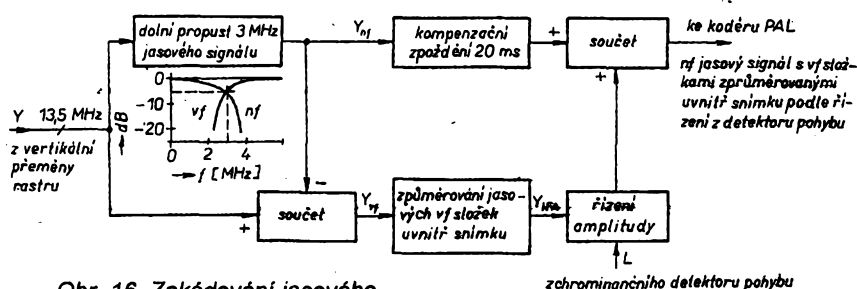 dolní propust 3 MHz
jasového signálu
Y_nf
kompenzační
zpoždění 20 ms
+
součet
+
ke kodéru PAL
nf jasový signál s vf slož-
kami zprůměrovanými
uvnitř snímku podle ří-
zení z detektoru pohybu
Y 13,5 MHz
z vertikální
přeměny
rastru
dB
0
-10
-20
vf
nf
0 2 4
f [MHz]
-
+
součet
Y_vf
zprůměrování jaso-
vých vf složek
uvnitř snímku
řízení
amplitudy
L
z chrominančního detektoru pohybu
Obr. 16. Zakódování jasového